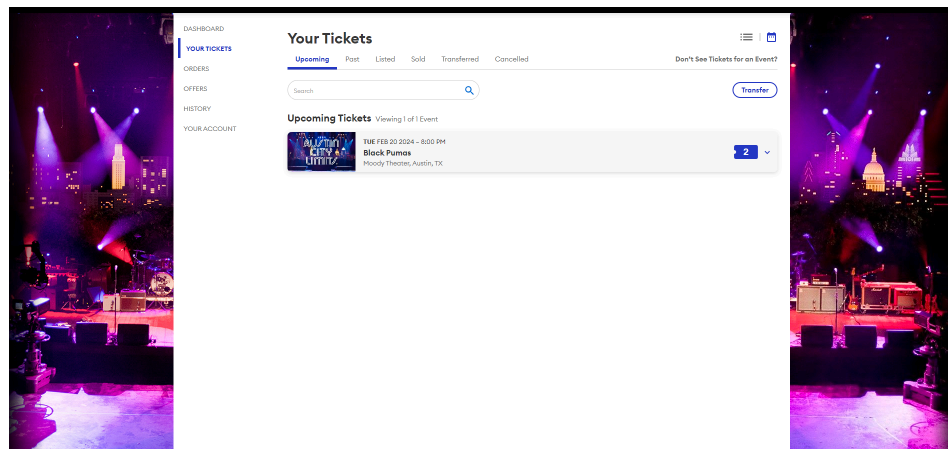 DASHBOARD
YOUR TICKETS
ORDERS
OFFERS
HISTORY
YOUR ACCOUNT
Your Tickets
Upcoming Past Listed Sold Transferred Cancelled Don't See Tickets for an Event?
Search Transfer
Upcoming Tickets Viewing 1 of 1 Event
AUSTIN
CITY
LIMITS
TUE FEB 20 2024 – 8:00 PM
Black Pumas
Moody Theater, Austin, TX
2